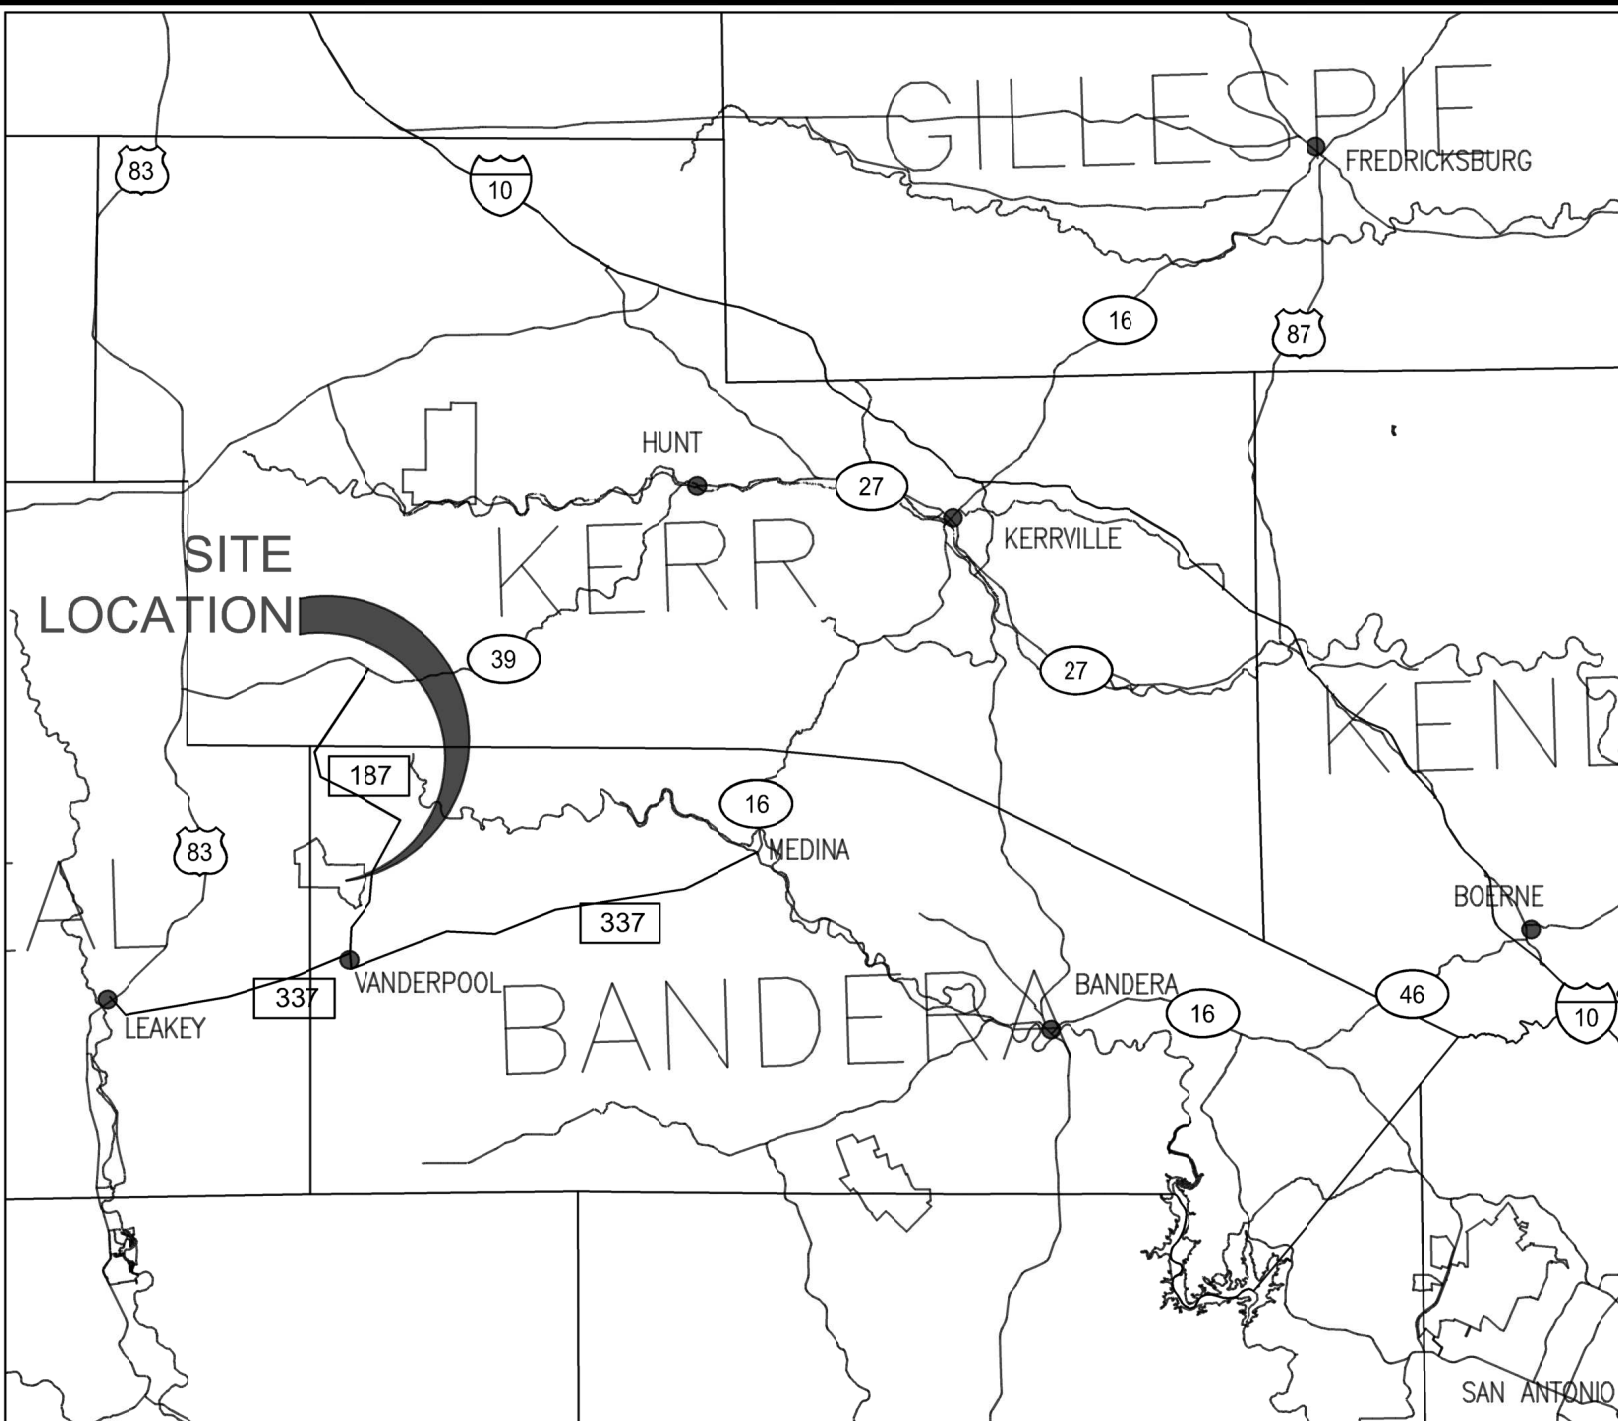 GILLESPIE
83
10
FREDRICKSBURG
16
87
HUNT
27
KERRVILLE
KERR
SITE
LOCATION
39
27
KEND
187
16
MEDINA
83
AL
337
BOERNE
VANDERPOOL
337
LEAKEY
BANDERA
BANDERA
16
46
10
SAN ANTONIO